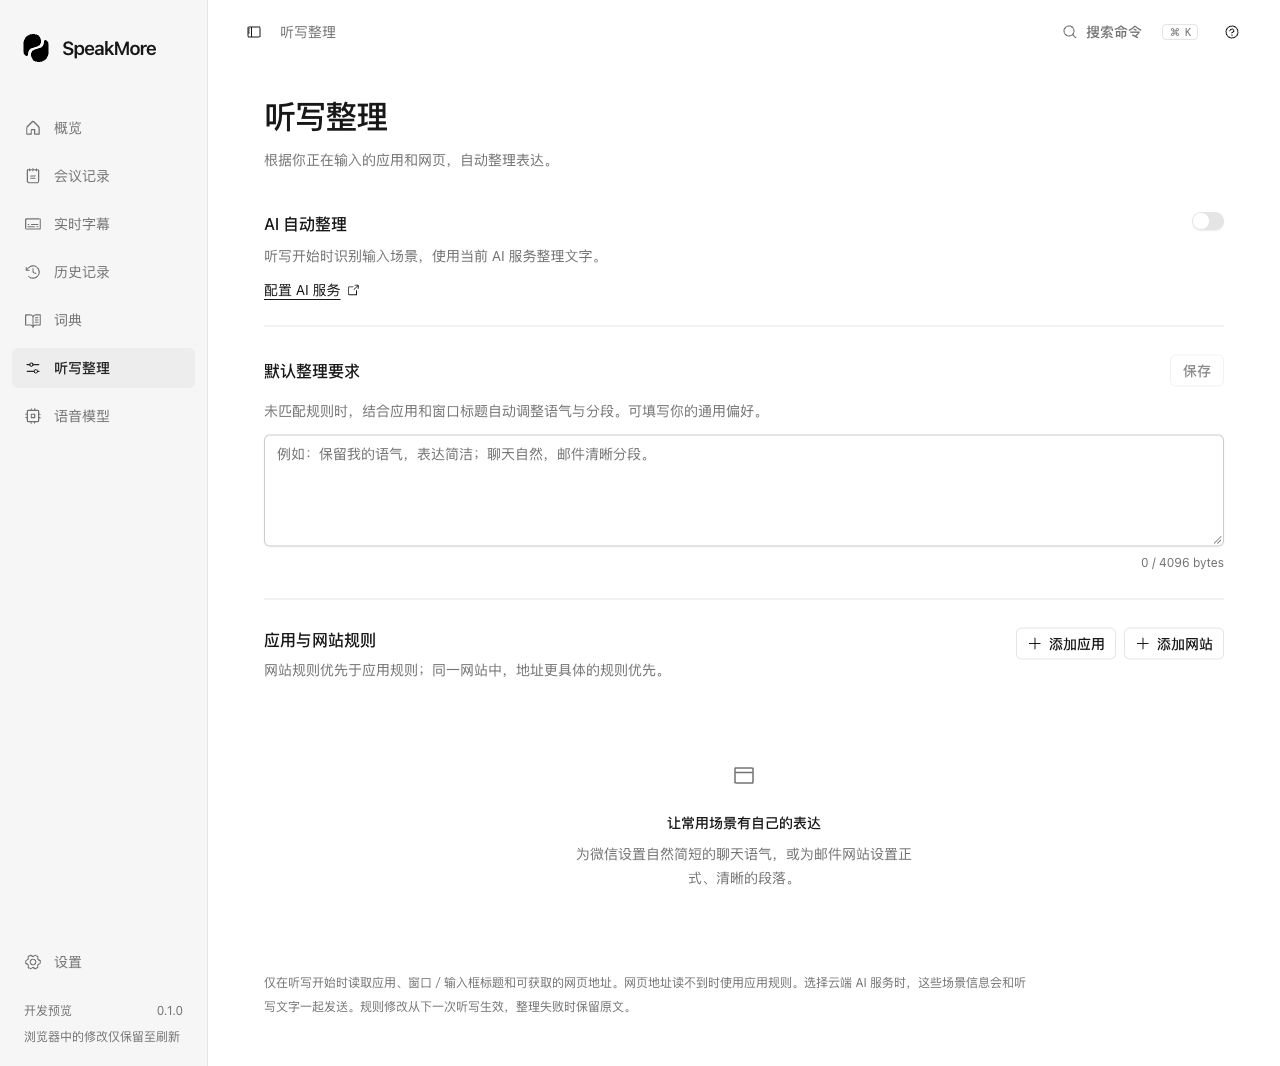 SpeakMore
概览
会议记录
实时字幕
历史记录
词典
听写整理
语音模型
设置
开发预览 0.1.0
浏览器中的修改仅保留至刷新
听写整理
搜索命令 ⌘ K
听写整理
根据你正在输入的应用和网页，自动整理表达。
AI 自动整理
听写开始时识别输入场景，使用当前 AI 服务整理文字。
配置 AI 服务
默认整理要求
保存
未匹配规则时，结合应用和窗口标题自动调整语气与分段。可填写你的通用偏好。
例如：保留我的语气，表达简洁；聊天自然，邮件清晰分段。
0 / 4096 bytes
应用与网站规则
添加应用
添加网站
网站规则优先于应用规则；同一网站中，地址更具体的规则优先。
让常用场景有自己的表达
为微信设置自然简短的聊天语气，或为邮件网站设置正
式、清晰的段落。
仅在听写开始时读取应用、窗口 / 输入框标题和可获取的网页地址。网页地址读不到时使用应用规则。选择云端 AI 服务时，这些场景信息会和听
写文字一起发送。规则修改从下一次听写生效，整理失败时保留原文。